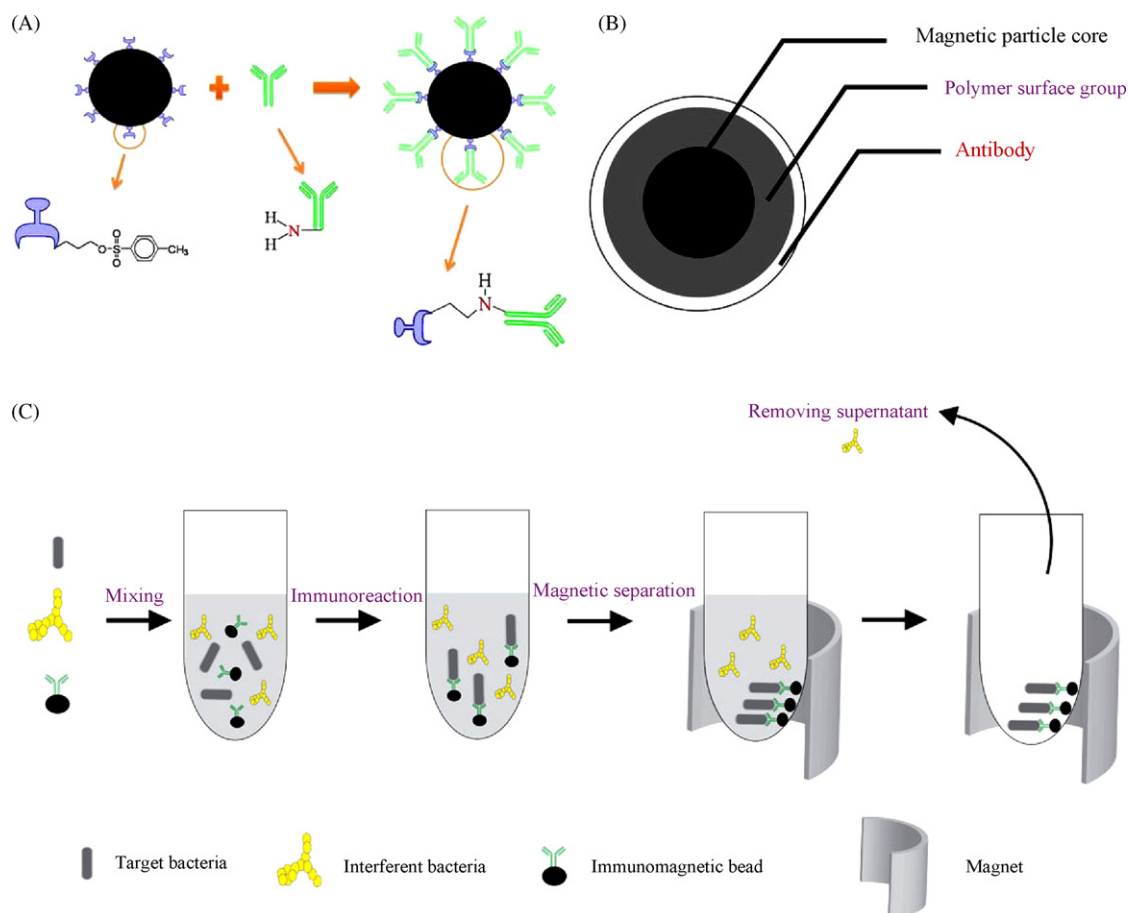 (A)
H
H
N
O
S
O
O
CH3
H
N
(B)
Magnetic particle core
Polymer surface group
Antibody
(C)
Removing supernatant
Mixing
Immunoreaction
Magnetic separation
Target bacteria
Interferent bacteria
Immunomagnetic bead
Magnet